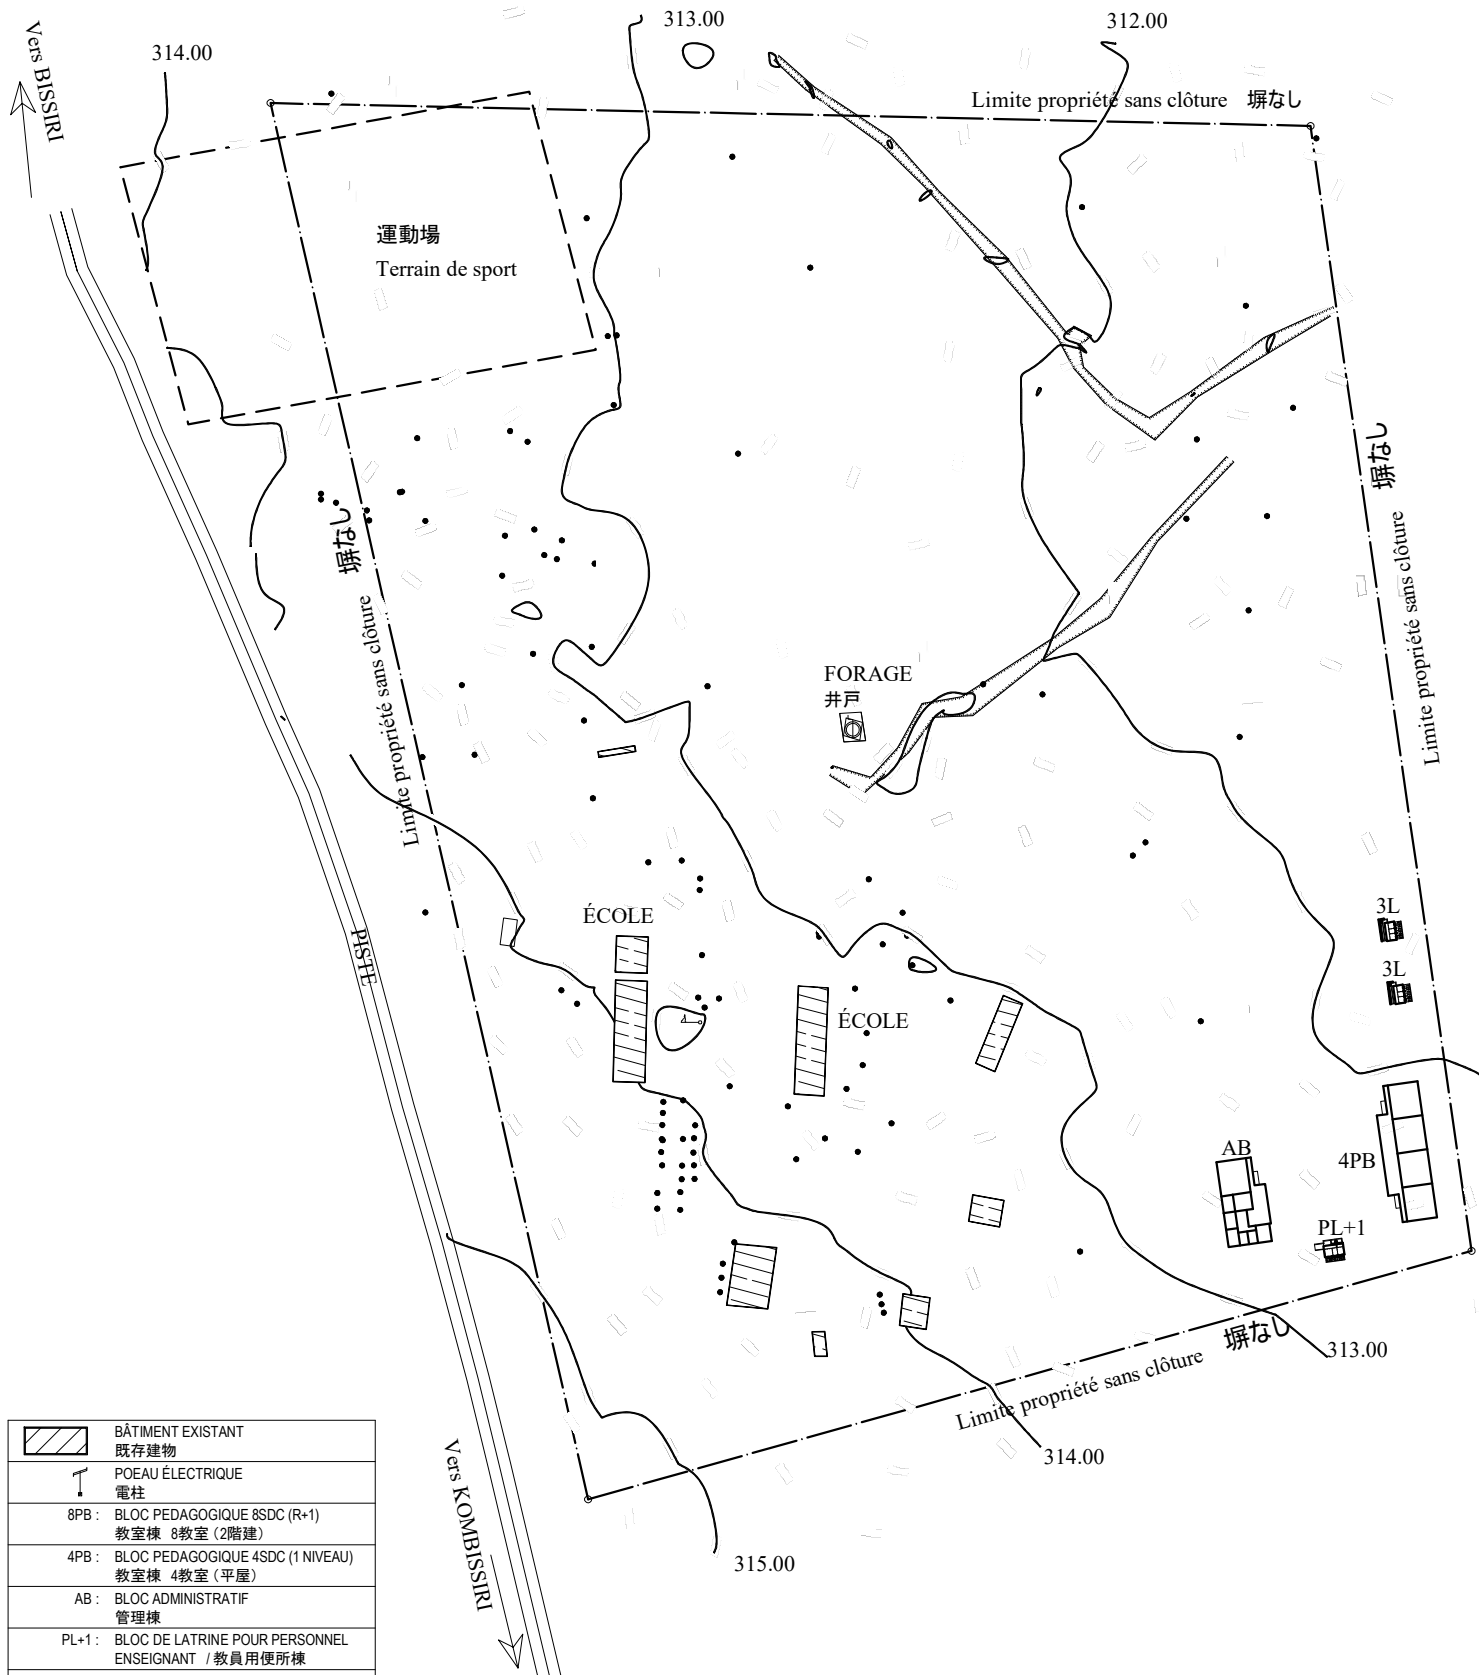 313.00
312.00
314.00
Vers BISSIRI
Limite propriété sans clôture 塀なし
運動場
Terrain de sport
塀なし
Limite propriété sans clôture
塀なし
Limite propriété sans clôture
FORAGE
井戸
PISTE
ÉCOLE
ÉCOLE
3L
3L
AB
4PB
PL+1
Limite propriété sans clôture 塀なし
313.00
314.00
315.00
Vers KOMBISSIRI
BÂTIMENT EXISTANT
既存建物
POEAU ÉLECTRIQUE
電柱
8PB : BLOC PEDAGOGIQUE 8SDC (R+1)
教室棟 8教室（2階建）
4PB : BLOC PEDAGOGIQUE 4SDC (1 NIVEAU)
教室棟 4教室（平屋）
AB : BLOC ADMINISTRATIF
管理棟
PL+1 : BLOC DE LATRINE POUR PERSONNEL
ENSEIGNANT / 教員用便所棟